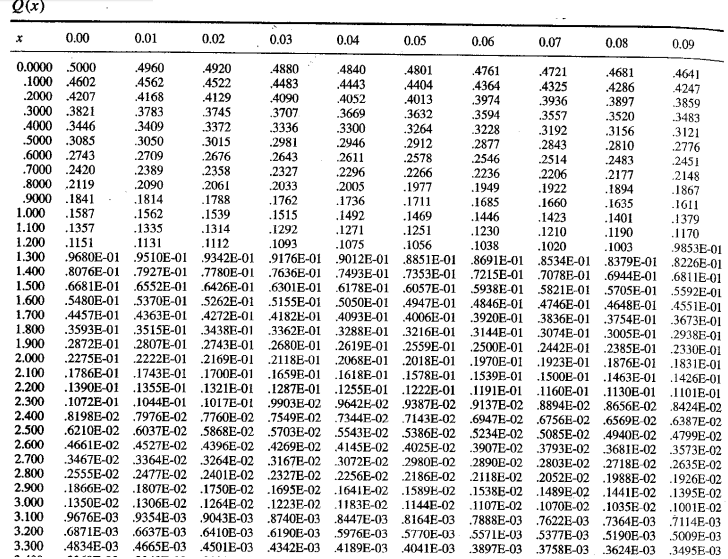 Q(x)
x 0.00 0.01 0.02 0.03 0.04 0.05 0.06 0.07 0.08 0.09
0.0000 .5000 .4960 .4920 .4880 .4840 .4801 .4761 .4721 .4681 .4641
.1000 .4602 .4562 .4522 .4483 .4443 .4404 .4364 .4325 .4286 .4247
.2000 .4207 .4168 .4129 .4090 .4052 .4013 .3974 .3936 .3897 .3859
.3000 .3821 .3783 .3745 .3707 .3669 .3632 .3594 .3557 .3520 .3483
.4000 .3446 .3409 .3372 .3336 .3300 .3264 .3228 .3192 .3156 .3121
.5000 .3085 .3050 .3015 .2981 .2946 .2912 .2877 .2843 .2810 .2776
.6000 .2743 .2709 .2676 .2643 .2611 .2578 .2546 .2514 .2483 .2451
.7000 .2420 .2389 .2358 .2327 .2296 .2266 .2236 .2206 .2177 .2148
.8000 .2119 .2090 .2061 .2033 .2005 .1977 .1949 .1922 .1894 .1867
.9000 .1841 .1814 .1788 .1762 .1736 .1711 .1685 .1660 .1635 .1611
1.000 .1587 .1562 .1539 .1515 .1492 .1469 .1446 .1423 .1401 .1379
1.100 .1357 .1335 .1314 .1292 .1271 .1251 .1230 .1210 .1190 .1170
1.200 .1151 .1131 .1112 .1093 .1075 .1056 .1038 .1020 .1003 .9853E-01
1.300 .9680E-01 .9510E-01 .9342E-01 .9176E-01 .9012E-01 .8851E-01 .8691E-01 .8534E-01 .8379E-01 .8226E-01
1.400 .8076E-01 .7927E-01 .7780E-01 .7636E-01 .7493E-01 .7353E-01 .7215E-01 .7078E-01 .6944E-01 .6811E-01
1.500 .6681E-01 .6552E-01 .6426E-01 .6301E-01 .6178E-01 .6057E-01 .5938E-01 .5821E-01 .5705E-01 .5592E-01
1.600 .5480E-01 .5370E-01 .5262E-01 .5155E-01 .5050E-01 .4947E-01 .4846E-01 .4746E-01 .4648E-01 .4551E-01
1.700 .4457E-01 .4363E-01 .4272E-01 .4182E-01 .4093E-01 .4006E-01 .3920E-01 .3836E-01 .3754E-01 .3673E-01
1.800 .3593E-01 .3515E-01 .3438E-01 .3362E-01 .3288E-01 .3216E-01 .3144E-01 .3074E-01 .3005E-01 .2938E-01
1.900 .2872E-01 .2807E-01 .2743E-01 .2680E-01 .2619E-01 .2559E-01 .2500E-01 .2442E-01 .2385E-01 .2330E-01
2.000 .2275E-01 .2222E-01 .2169E-01 .2118E-01 .2068E-01 .2018E-01 .1970E-01 .1923E-01 .1876E-01 .1831E-01
2.100 .1786E-01 .1743E-01 .1700E-01 .1659E-01 .1618E-01 .1578E-01 .1539E-01 .1500E-01 .1463E-01 .1426E-01
2.200 .1390E-01 .1355E-01 .1321E-01 .1287E-01 .1255E-01 .1222E-01 .1191E-01 .1160E-01 .1130E-01 .1101E-01
2.300 .1072E-01 .1044E-01 .1017E-01 .9903E-02 .9642E-02 .9387E-02 .9137E-02 .8894E-02 .8656E-02 .8424E-02
2.400 .8198E-02 .7976E-02 .7760E-02 .7549E-02 .7344E-02 .7143E-02 .6947E-02 .6756E-02 .6569E-02 .6387E-02
2.500 .6210E-02 .6037E-02 .5868E-02 .5703E-02 .5543E-02 .5386E-02 .5234E-02 .5085E-02 .4940E-02 .4799E-02
2.600 .4661E-02 .4527E-02 .4396E-02 .4269E-02 .4145E-02 .4025E-02 .3907E-02 .3793E-02 .3681E-02 .3573E-02
2.700 .3467E-02 .3364E-02 .3264E-02 .3167E-02 .3072E-02 .2980E-02 .2890E-02 .2803E-02 .2718E-02 .2635E-02
2.800 .2555E-02 .2477E-02 .2401E-02 .2327E-02 .2256E-02 .2186E-02 .2118E-02 .2052E-02 .1988E-02 .1926E-02
2.900 .1866E-02 .1807E-02 .1750E-02 .1695E-02 .1641E-02 .1589E-02 .1538E-02 .1489E-02 .1441E-02 .1395E-02
3.000 .1350E-02 .1306E-02 .1264E-02 .1223E-02 .1183E-02 .1144E-02 .1107E-02 .1070E-02 .1035E-02 .1001E-02
3.100 .9676E-03 .9354E-03 .9043E-03 .8740E-03 .8447E-03 .8164E-03 .7888E-03 .7622E-03 .7364E-03 .7114E-03
3.200 .6871E-03 .6637E-03 .6410E-03 .6190E-03 .5976E-03 .5770E-03 .5571E-03 .5377E-03 .5190E-03 .5009E-03
3.300 .4834E-03 .4665E-03 .4501E-03 .4342E-03 .4189E-03 .4041E-03 .3897E-03 .3758E-03 .3624E-03 .3495E-03